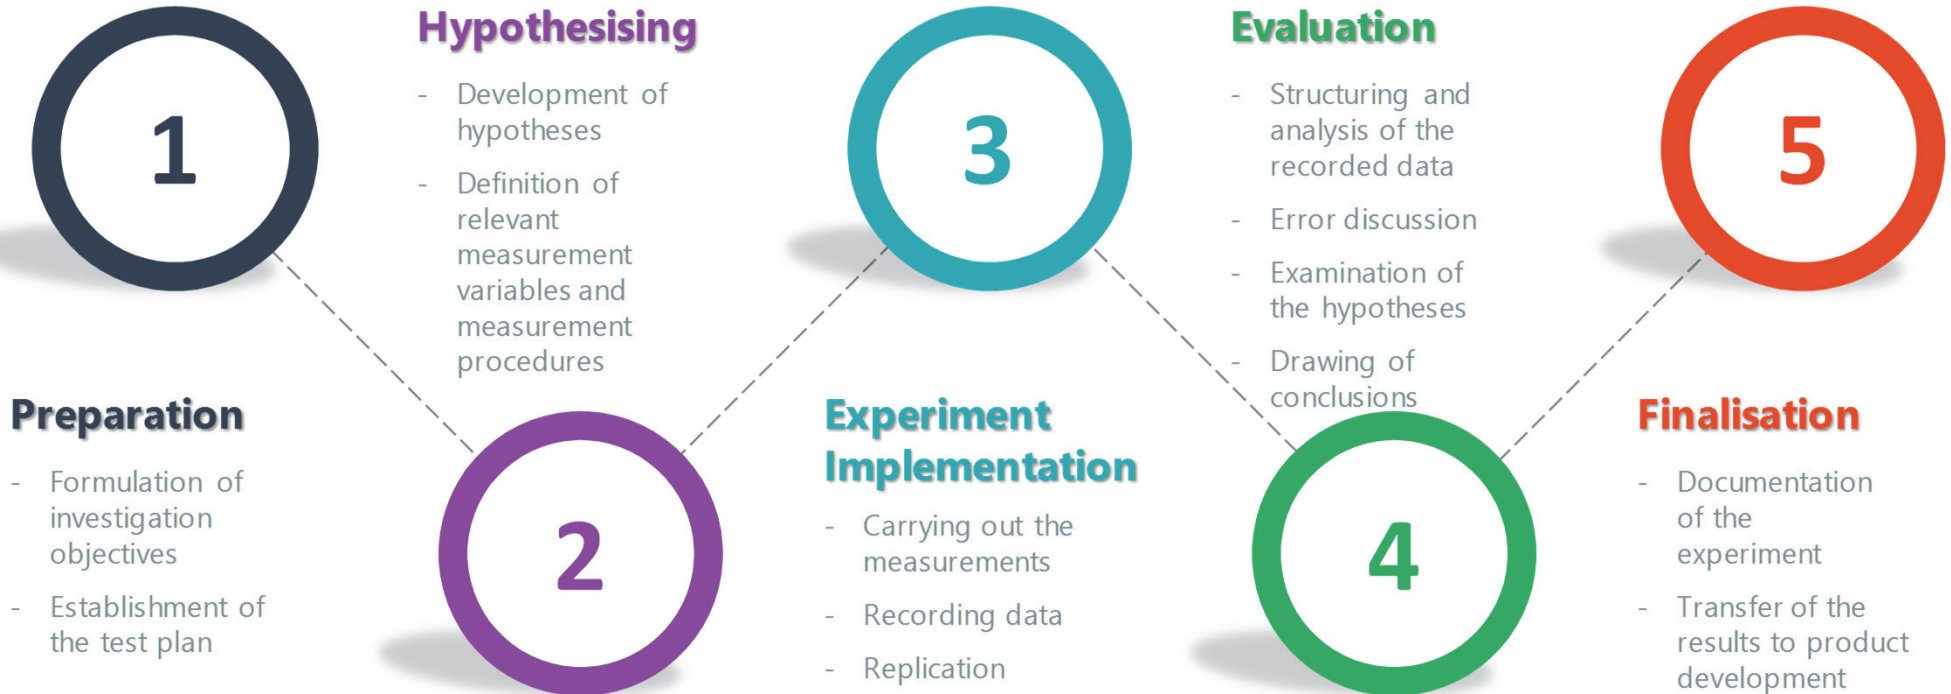 1
Preparation
- Formulation of
investigation
objectives
- Establishment of
the test plan
Hypothesising
- Development of
hypotheses
- Definition of
relevant
measurement
variables and
measurement
procedures
2
3
Experiment
Implementation
- Carrying out the
measurements
- Recording data
- Replication
Evaluation
- Structuring and
analysis of the
recorded data
- Error discussion
- Examination of
the hypotheses
- Drawing of
conclusions
4
5
Finalisation
- Documentation
of the
experiment
- Transfer of the
results to product
development